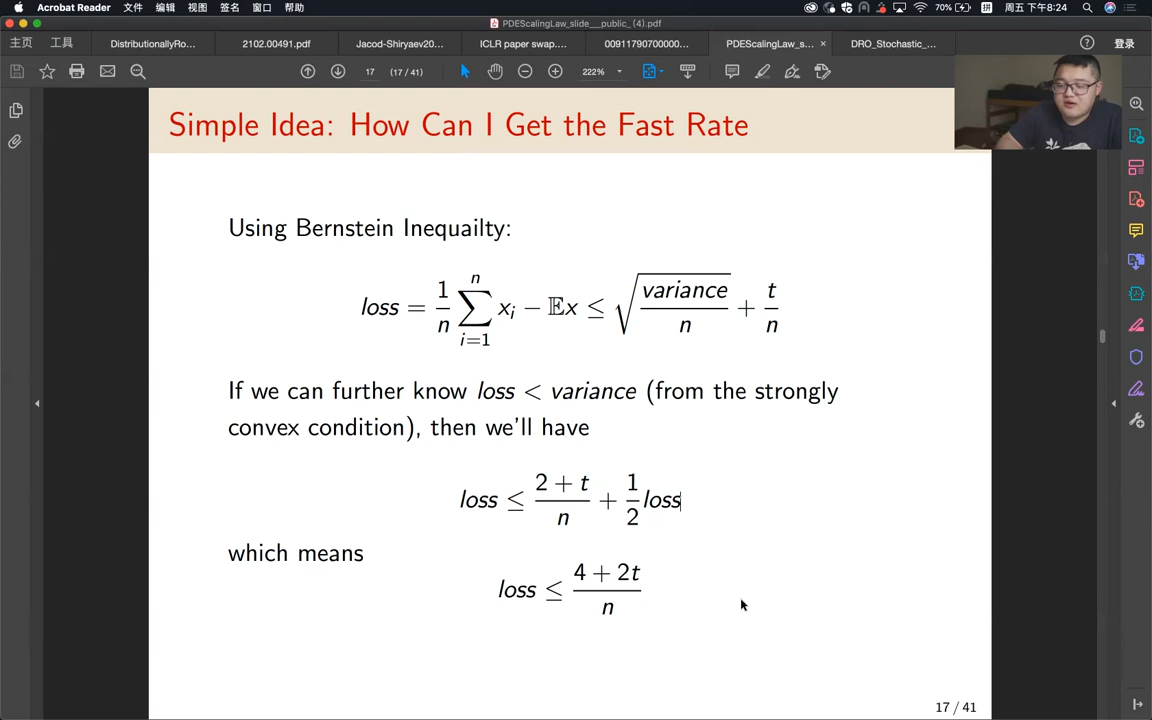 Acrobat Reader 文件 编辑 视图 签名 窗口 帮助 70% 拼 周五 下午8:24
PDEScalingLaw_slide__public_ (4).pdf
主页 工具 DistributionallyRo... 2102.00491.pdf Jacod-Shiryaev20... ICLR paper swap.... 00911790700000... PDEScalingLaw_s... × DRO_Stochastic_... 登录
17 (17 / 41) 222%
Simple Idea: How Can I Get the Fast Rate
Using Bernstein Inequailty:
loss = 1/n ∑_{i=1}^{n} x_i − 𝔼x ≤ √(variance/n) + t/n
If we can further know loss < variance (from the strongly
convex condition), then we'll have
loss ≤ (2 + t)/n + 1/2 loss
which means
loss ≤ (4 + 2t)/n
17 / 41